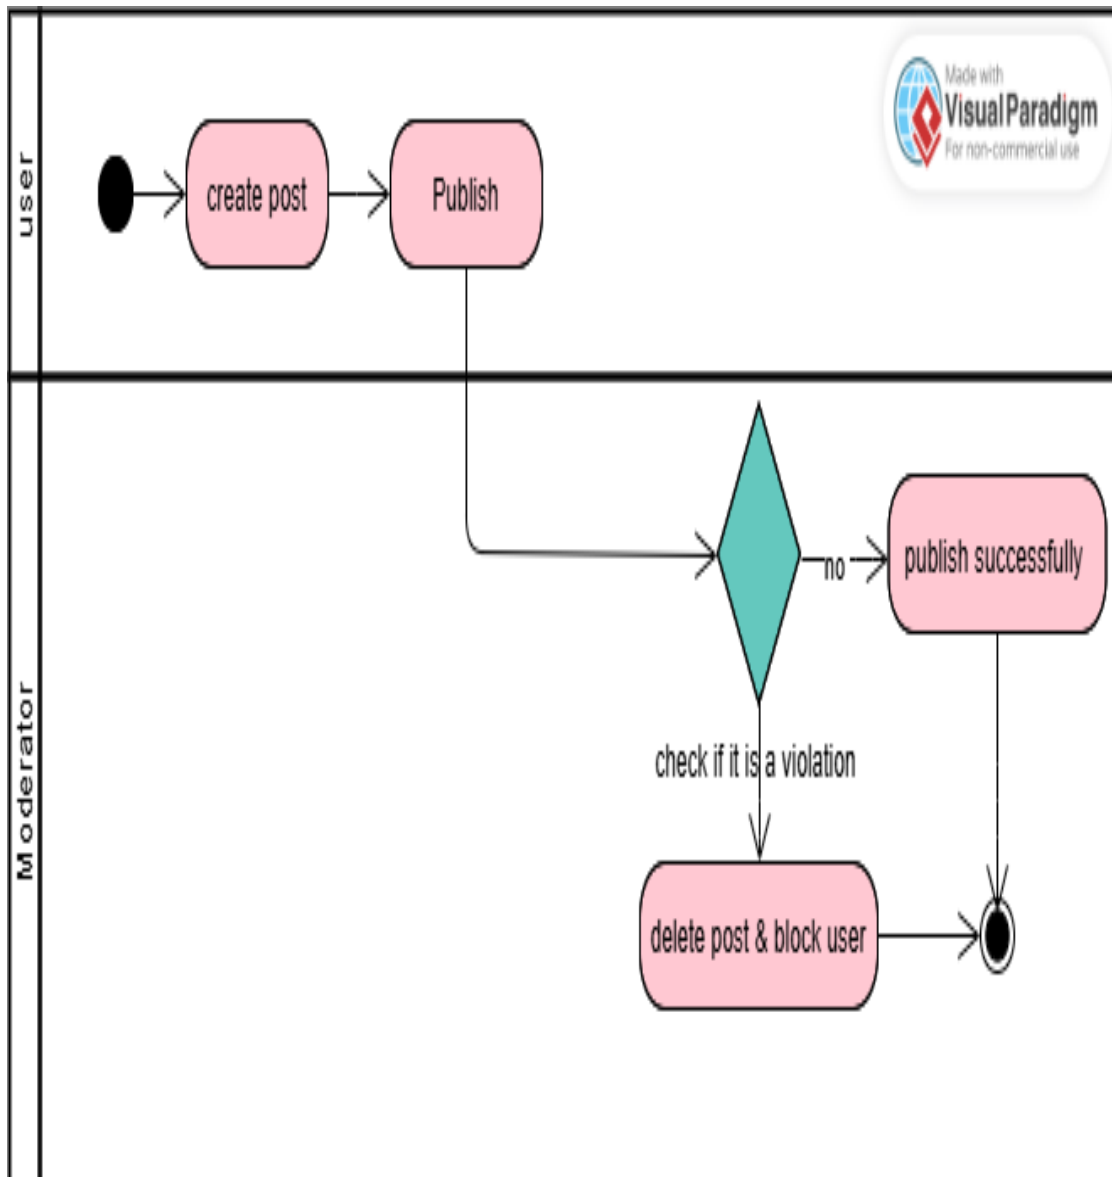 user
Made with
Visual Paradigm
For non-commercial use
create post
Publish
Moderator
no
publish successfully
check if it is a violation
delete post & block user